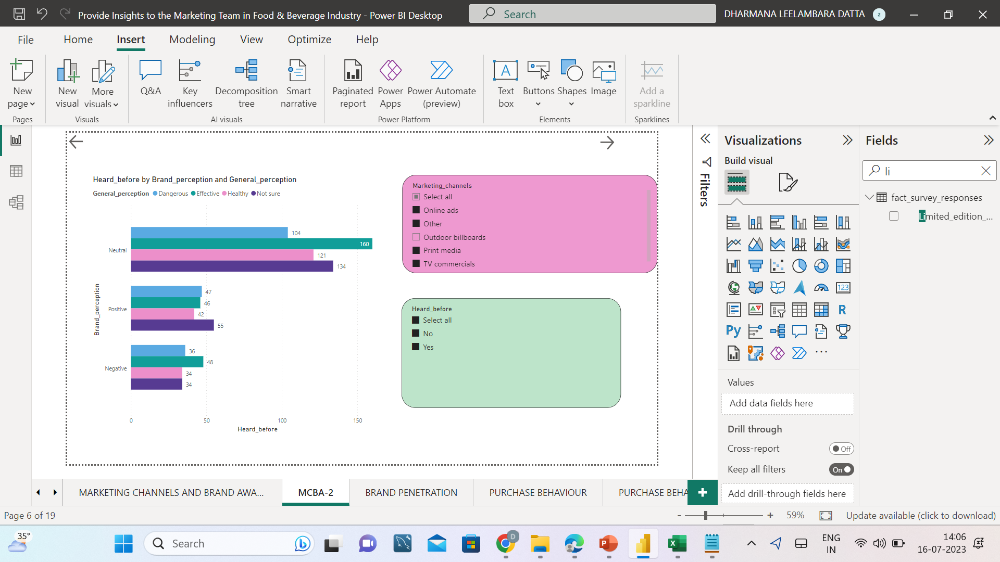 Provide Insights to the Marketing Team in Food & Beverage Industry - Power BI Desktop
Search
DHARMANA LEELAMBARA DATTA
2
File
Home
Insert
Modeling
View
Optimize
Help
New page
New visual
More visuals
Q&A
Key influencers
Decomposition tree
Smart narrative
Paginated report
Power Apps
Power Automate (preview)
Text box
Buttons
Shapes
Image
Add a sparkline
Pages
Visuals
AI visuals
Power Platform
Elements
Sparklines
Heard_before by Brand_perception and General_perception
General_perception Dangerous Effective Healthy Not sure
Brand_perception
Neutral
104
160
121
134
Positive
47
46
42
55
Negative
36
48
34
34
0 50 100 150
Heard_before
Marketing_channels
Select all
Online ads
Other
Outdoor billboards
Print media
TV commercials
Heard_before
Select all
No
Yes
Filters
Visualizations
Build visual
123
R
Py
Values
Add data fields here
Drill through
Cross-report
Off
Keep all filters
On
Add drill-through fields here
Fields
li
fact_survey_responses
Limited_edition_...
MARKETING CHANNELS AND BRAND AWA...
MCBA-2
BRAND PENETRATION
PURCHASE BEHAVIOUR
PURCHASE BEHA
+
Page 6 of 19
- + 59%
Update available (click to download)
35°
Search
D
P
X
ENG
IN
14:06
16-07-2023